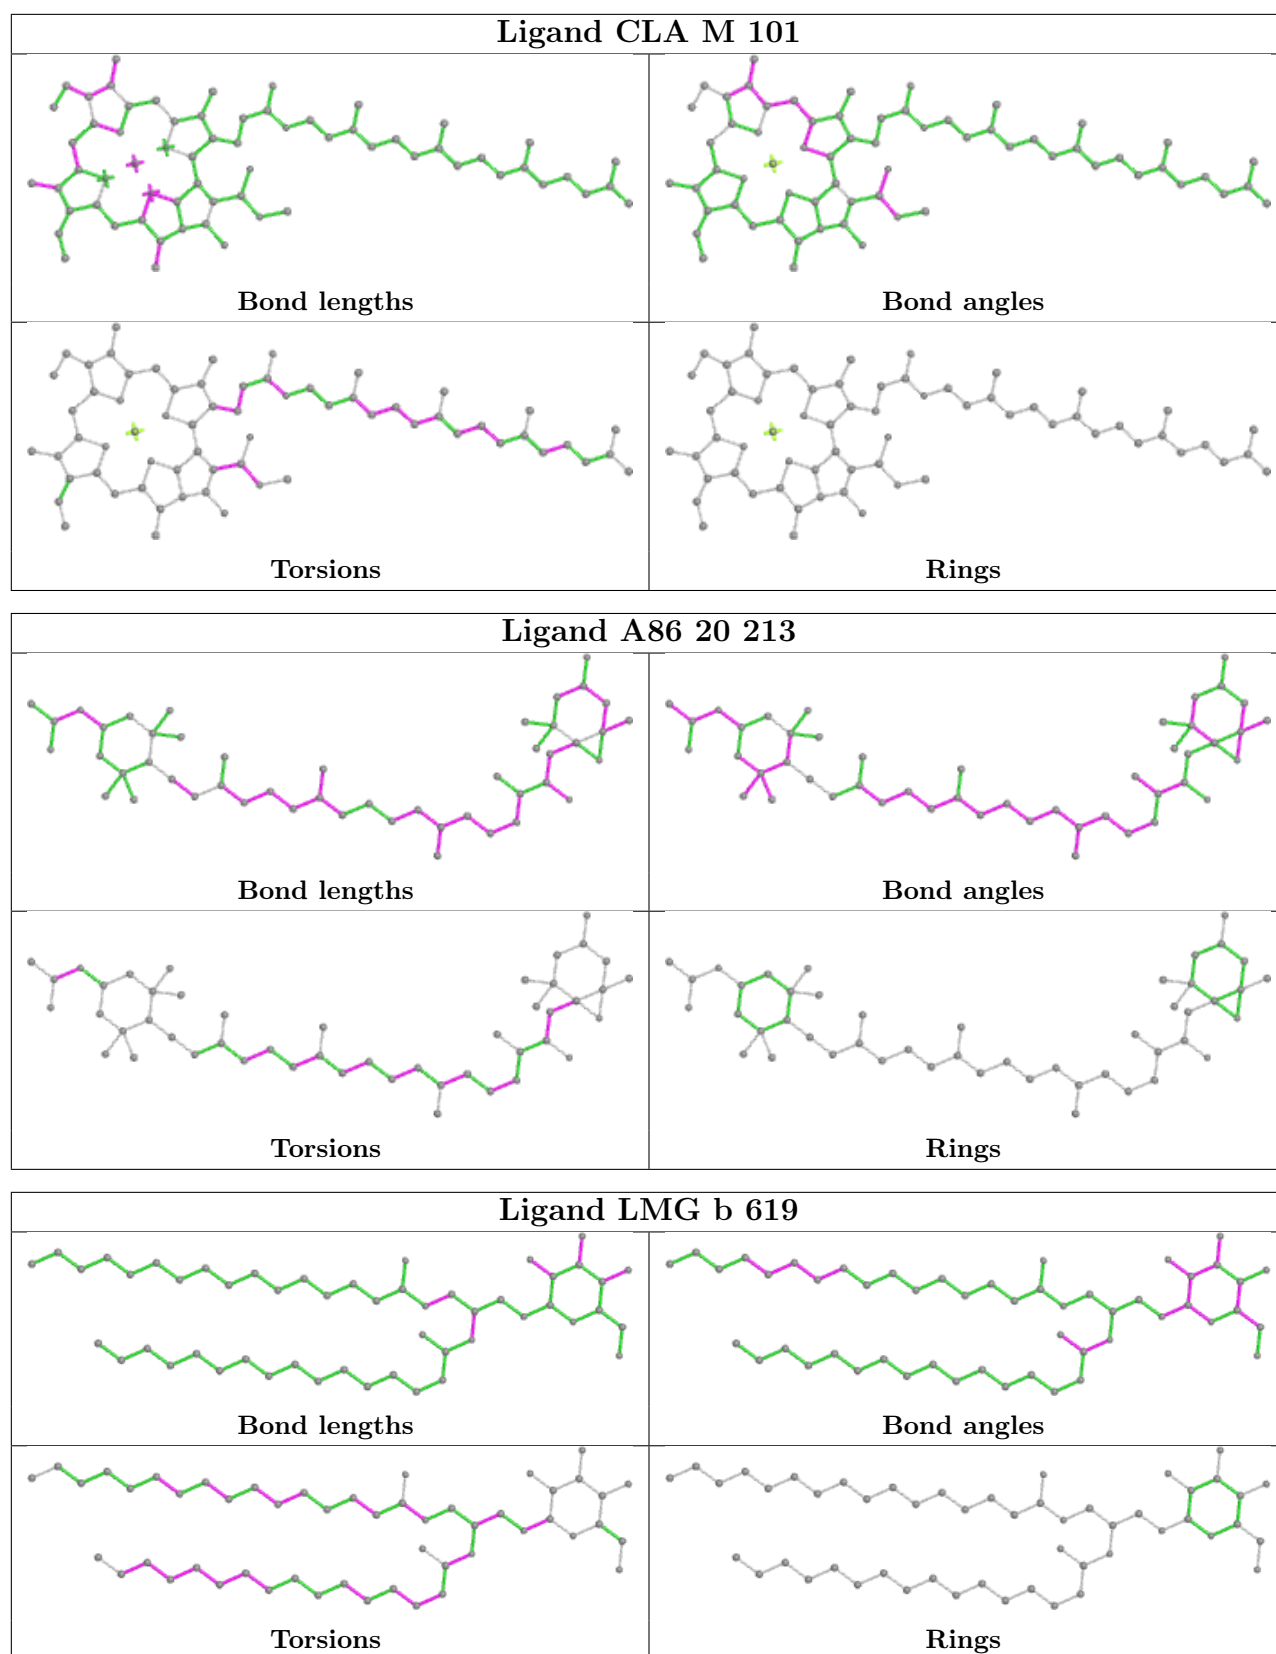 Ligand CLA M 101
Bond lengths
Bond angles
Torsions
Rings
Ligand A86 20 213
Bond lengths
Bond angles
Torsions
Rings
Ligand LMG b 619
Bond lengths
Bond angles
Torsions
Rings